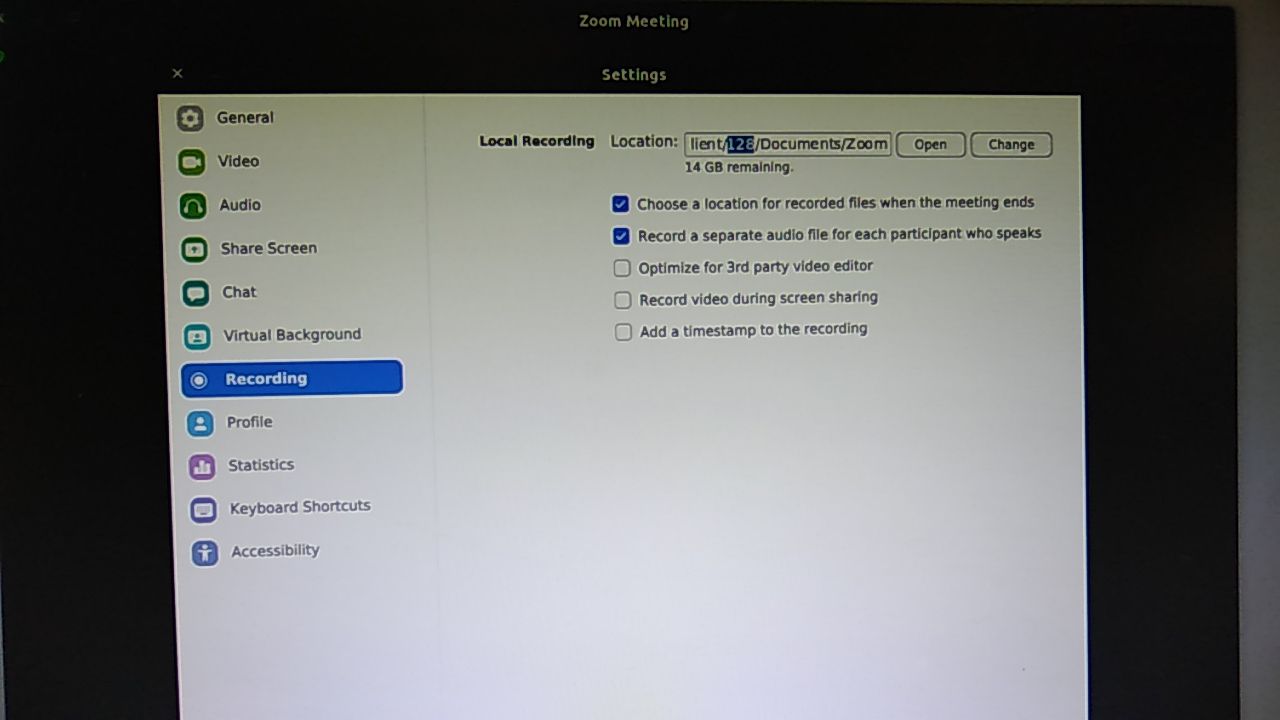 Zoom Meeting
Settings
General
Video
Audio
Share Screen
Chat
Virtual Background
Recording
Profile
Statistics
Keyboard Shortcuts
Accessibility
Local Recording Location: lient/128/Documents/Zoom Open Change
14 GB remaining.
Choose a location for recorded files when the meeting ends
Record a separate audio file for each participant who speaks
Optimize for 3rd party video editor
Record video during screen sharing
Add a timestamp to the recording